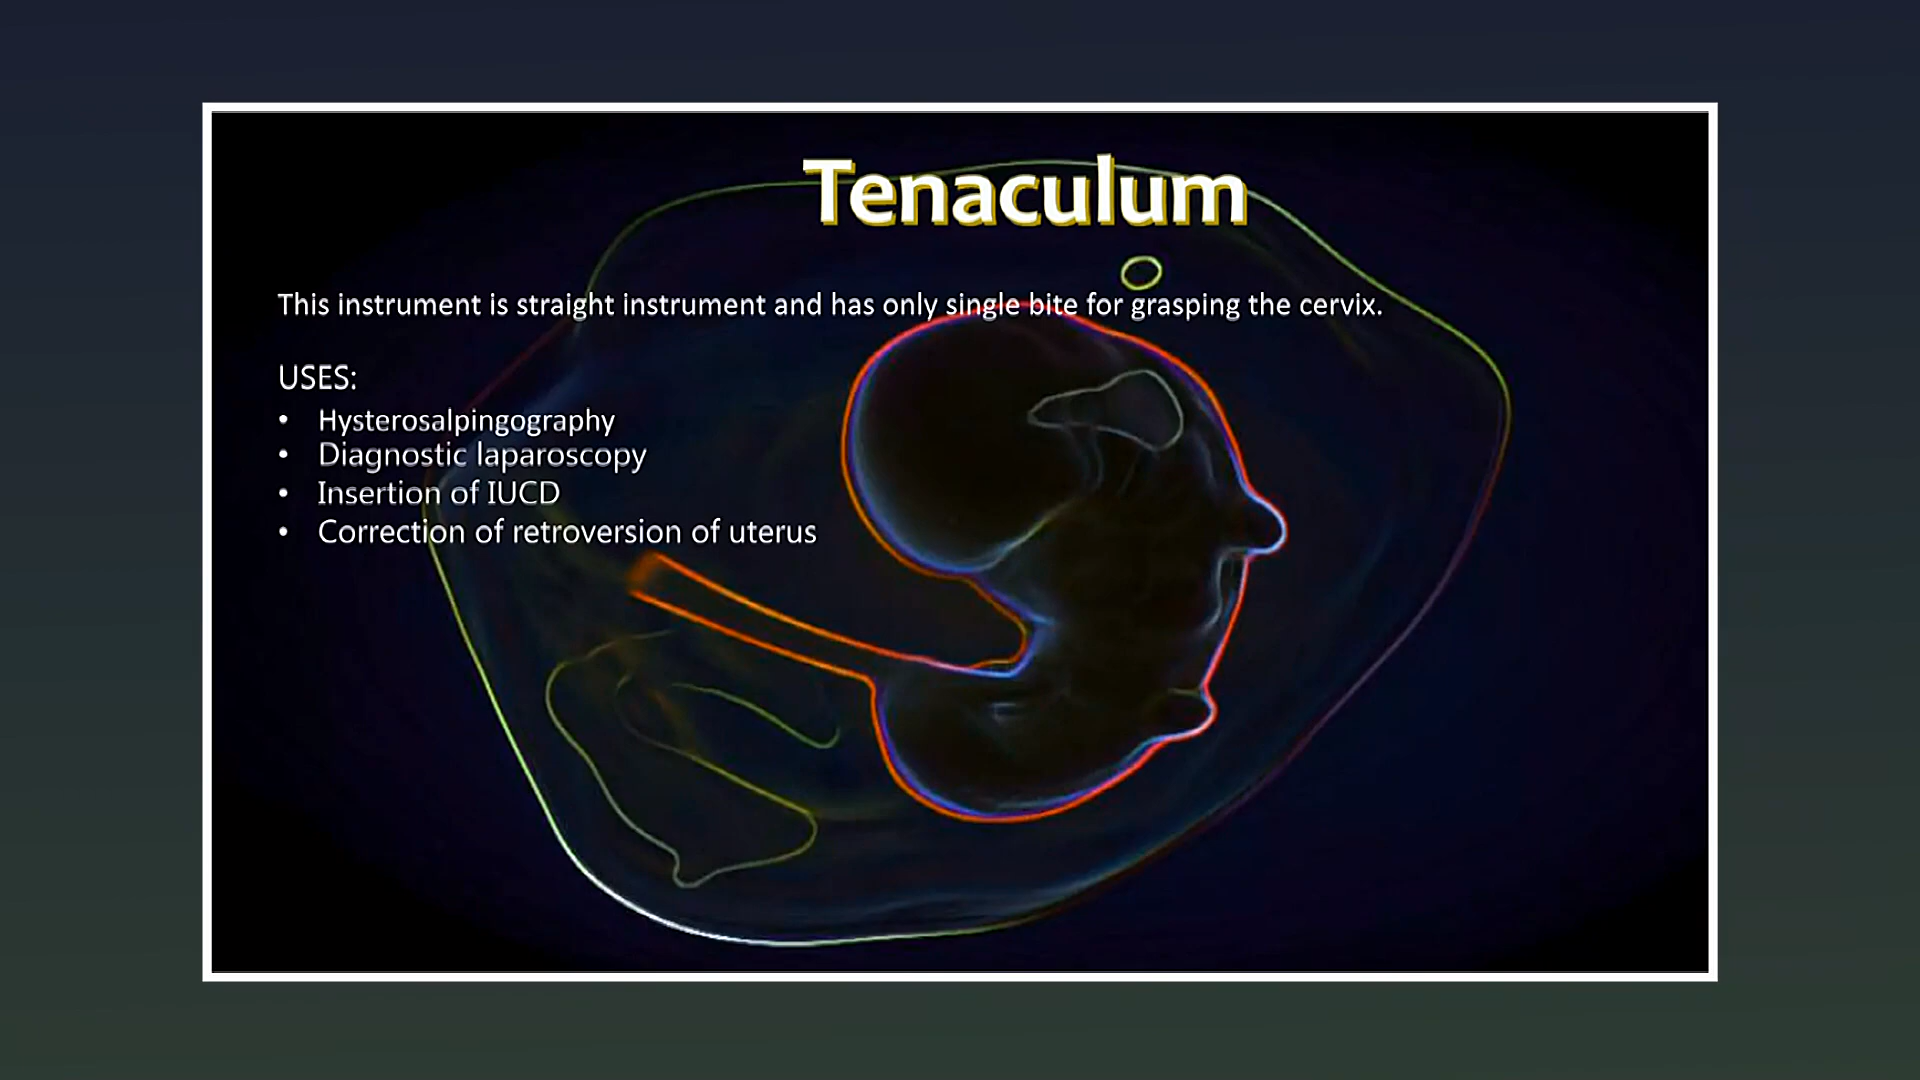 Tenaculum
This instrument is straight instrument and has only single bite for grasping the cervix.
USES:
• Hysterosalpingography
• Diagnostic laparoscopy
• Insertion of IUCD
• Correction of retroversion of uterus